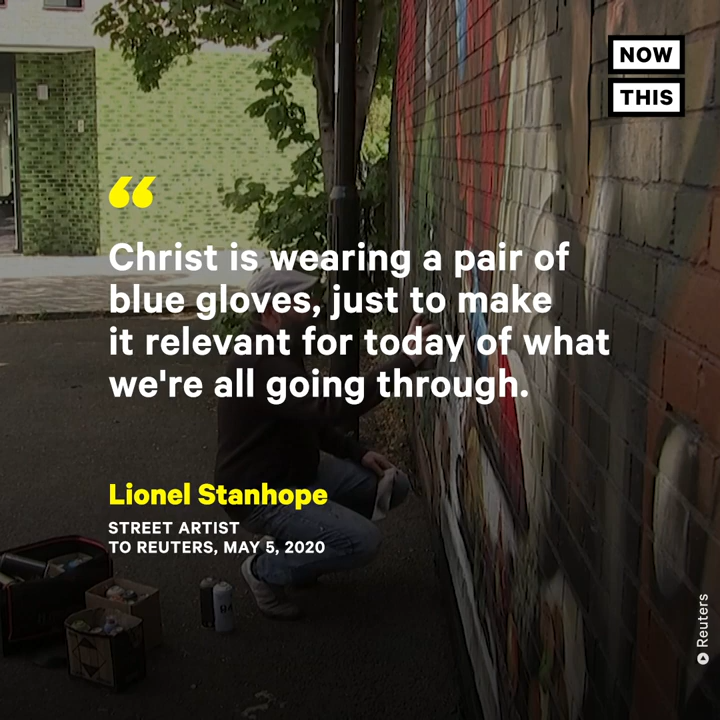 NOW
THIS
“
Christ is wearing a pair of
blue gloves, just to make
it relevant for today of what
we're all going through.
Lionel Stanhope
STREET ARTIST
TO REUTERS, MAY 5, 2020
Reuters